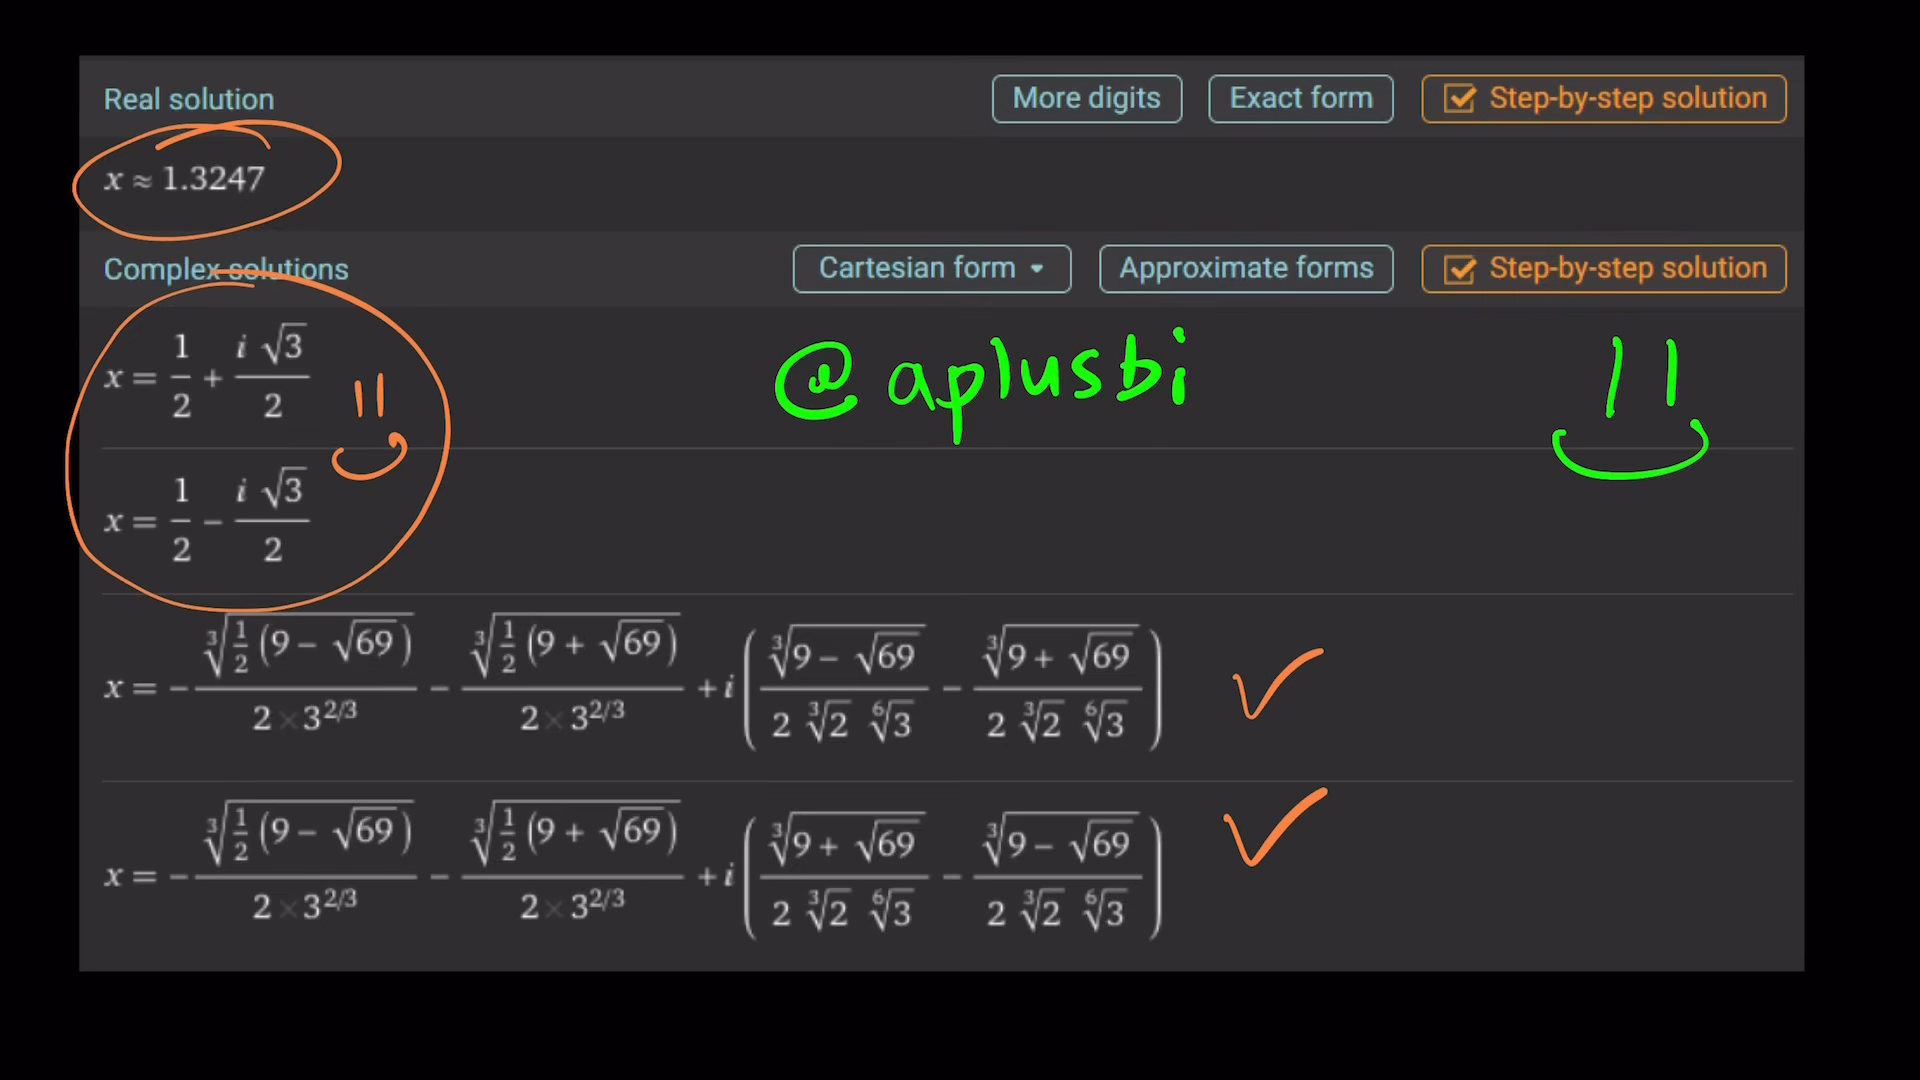 Real solution More digits Exact form Step-by-step solution
x ≈ 1.3247
Complex solutions Cartesian form Approximate forms Step-by-step solution
x = 1/2 + (i √3)/2
@aplusbi
x = 1/2 − (i √3)/2
x = − ∛(1/2 (9 − √69)) / (2 × 3^(2/3)) − ∛(1/2 (9 + √69)) / (2 × 3^(2/3)) + i (∛(9 − √69) / (2 ∛2 ⁶√3) − ∛(9 + √69) / (2 ∛2 ⁶√3))
x = − ∛(1/2 (9 − √69)) / (2 × 3^(2/3)) − ∛(1/2 (9 + √69)) / (2 × 3^(2/3)) + i (∛(9 + √69) / (2 ∛2 ⁶√3) − ∛(9 − √69) / (2 ∛2 ⁶√3))